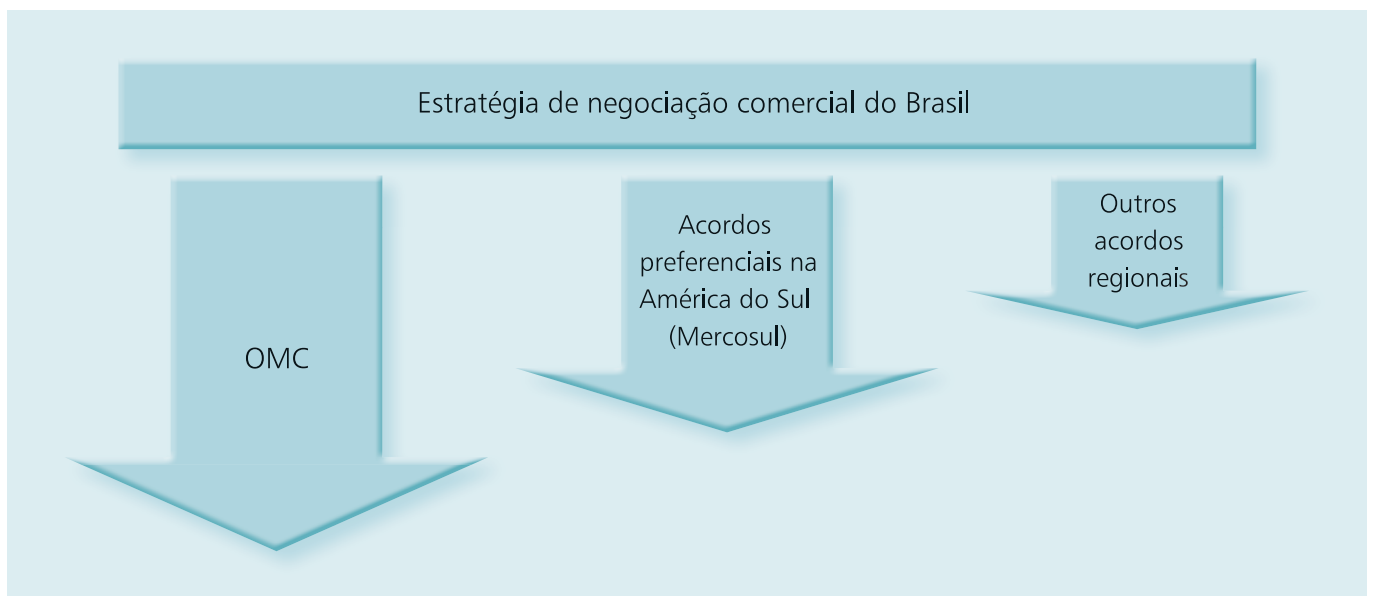 Estratégia de negociação comercial do Brasil
OMC
Acordos
preferenciais na
América do Sul
(Mercosul)
Outros
acordos
regionais